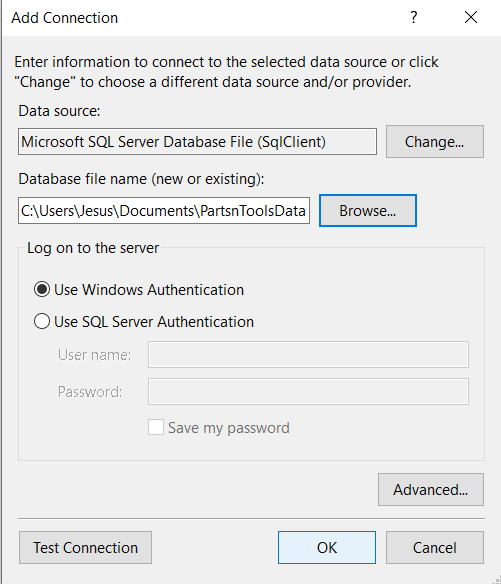 Add Connection
?
Enter information to connect to the selected data source or click
"Change" to choose a different data source and/or provider.
Data source:
Microsoft SQL Server Database File (SqlClient)
Change...
Database file name (new or existing):
C:\Users\Jesus\Documents\PartsnToolsData
Browse...
Log on to the server
Use Windows Authentication
Use SQL Server Authentication
User name:
Password:
Save my password
Advanced...
Test Connection
OK
Cancel